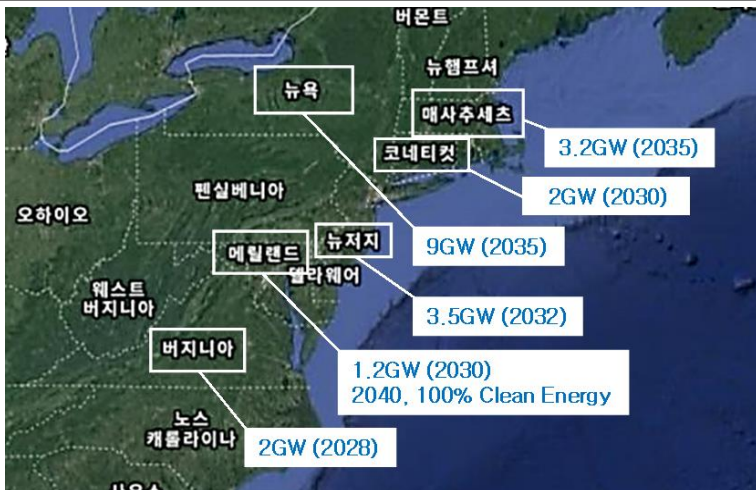 버몬트
뉴햄프셔
뉴욕
매사추세츠
3.2GW (2035)
코네티컷
2GW (2030)
펜실베니아
오하이오
9GW (2035)
뉴저지
메릴랜드
델라웨어
3.5GW (2032)
웨스트
버지니아
버지니아
1.2GW (2030)
2040, 100% Clean Energy
노스
캐롤라이나
2GW (2028)